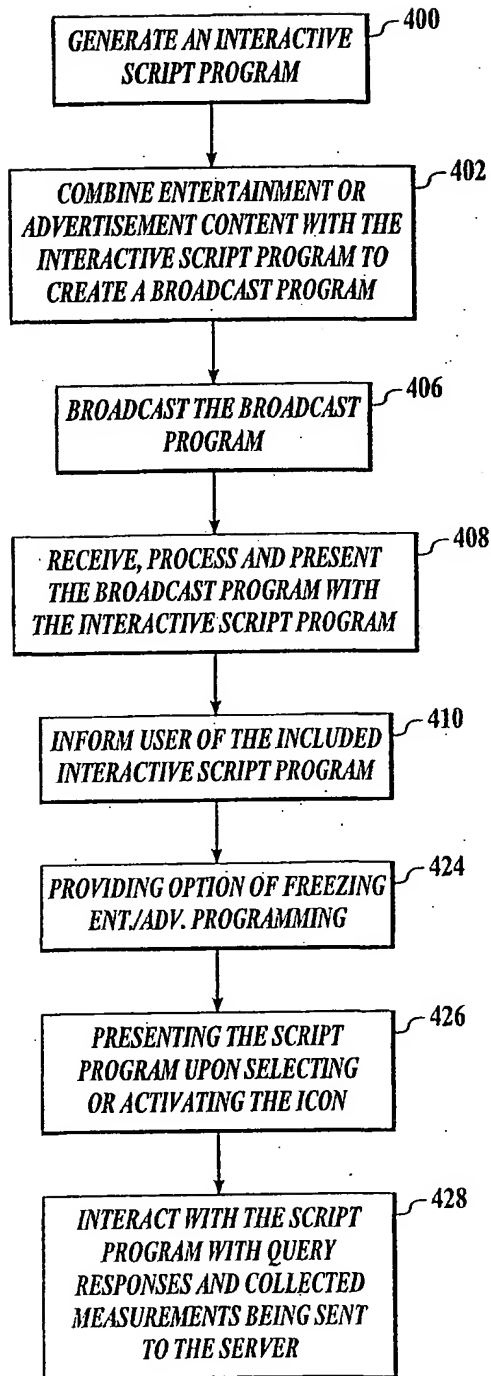 400
GENERATE AN INTERACTIVE
SCRIPT PROGRAM
402
COMBINE ENTERTAINMENT OR
ADVERTISEMENT CONTENT WITH THE
INTERACTIVE SCRIPT PROGRAM TO
CREATE A BROADCAST PROGRAM
406
BROADCAST THE BROADCAST
PROGRAM
408
RECEIVE, PROCESS AND PRESENT
THE BROADCAST PROGRAM WITH
THE INTERACTIVE SCRIPT PROGRAM
410
INFORM USER OF THE INCLUDED
INTERACTIVE SCRIPT PROGRAM
424
PROVIDING OPTION OF FREEZING
ENT./ADV. PROGRAMMING
426
PRESENTING THE SCRIPT
PROGRAM UPON SELECTING
OR ACTIVATING THE ICON
428
INTERACT WITH THE SCRIPT
PROGRAM WITH QUERY
RESPONSES AND COLLECTED
MEASUREMENTS BEING SENT
TO THE SERVER